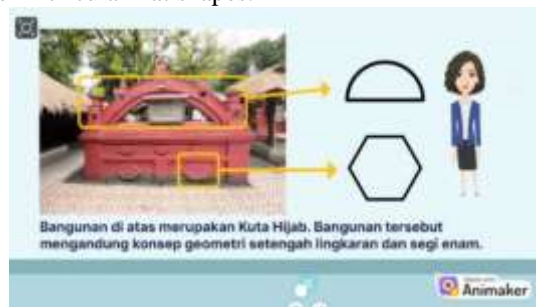 Bangunan di atas merupakan Kuta Hijab. Bangunan tersebut
mengandung konsep geometri setengah lingkaran dan segi enam.
Animaker